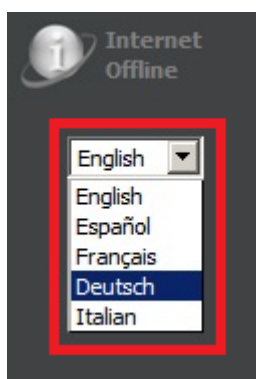 Internet
Offline
English
English
Español
Français
Deutsch
Italian